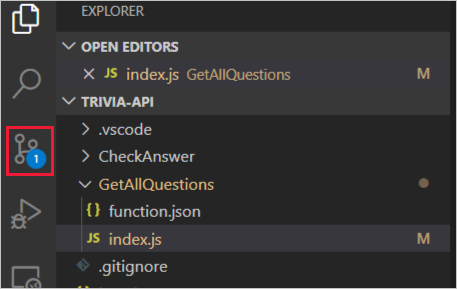 EXPLORER
OPEN EDITORS
JS index.js GetAllQuestions M
TRIVIA-API
.vscode
1
CheckAnswer
GetAllQuestions
{} function.json
JS index.js M
.gitignore